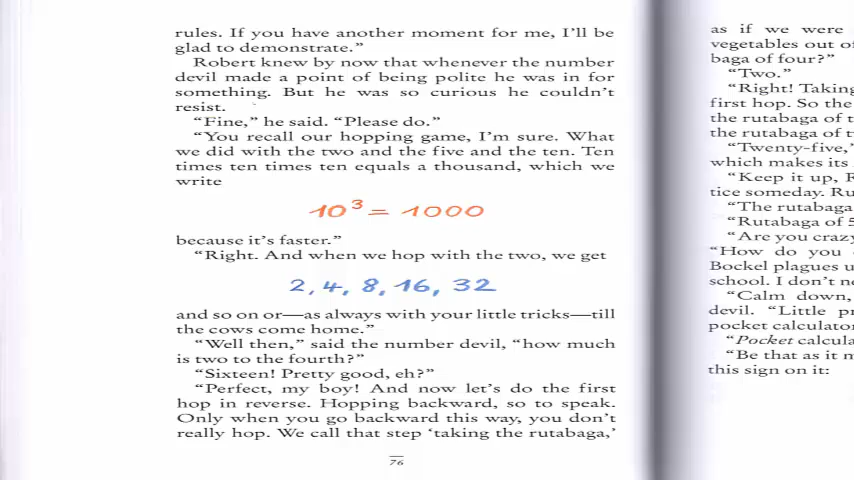 rules. If you have another moment for me, I'll be
glad to demonstrate."
Robert knew by now that whenever the number
devil made a point of being polite he was in for
something. But he was so curious he couldn't
resist.
"Fine," he said. "Please do."
"You recall our hopping game, I'm sure. What
we did with the two and the five and the ten. Ten
times ten times ten equals a thousand, which we
write
10³ = 1000
because it's faster."
"Right. And when we hop with the two, we get
2, 4, 8, 16, 32
and so on or—as always with your little tricks—till
the cows come home."
"Well then," said the number devil, "how much
is two to the fourth?"
"Sixteen! Pretty good, eh?"
"Perfect, my boy! And now let's do the first
hop in reverse. Hopping backward, so to speak.
Only when you go backward this way, you don't
really hop. We call that step 'taking the rutabaga,'
76
as if we were
vegetables out of
baga of four?"
"Two."
"Right! Taking
first hop. So the
the rutabaga of
the rutabaga of
"Twenty-five,"
which makes its
"Keep it up,
tice someday.
"The rutabaga
"Rutabaga of
"Are you crazy
"How do you
Bockel plagues
school. I don't
"Calm down,
devil. "Little
pocket
"Pocket
"Be that as it
this sign on it: